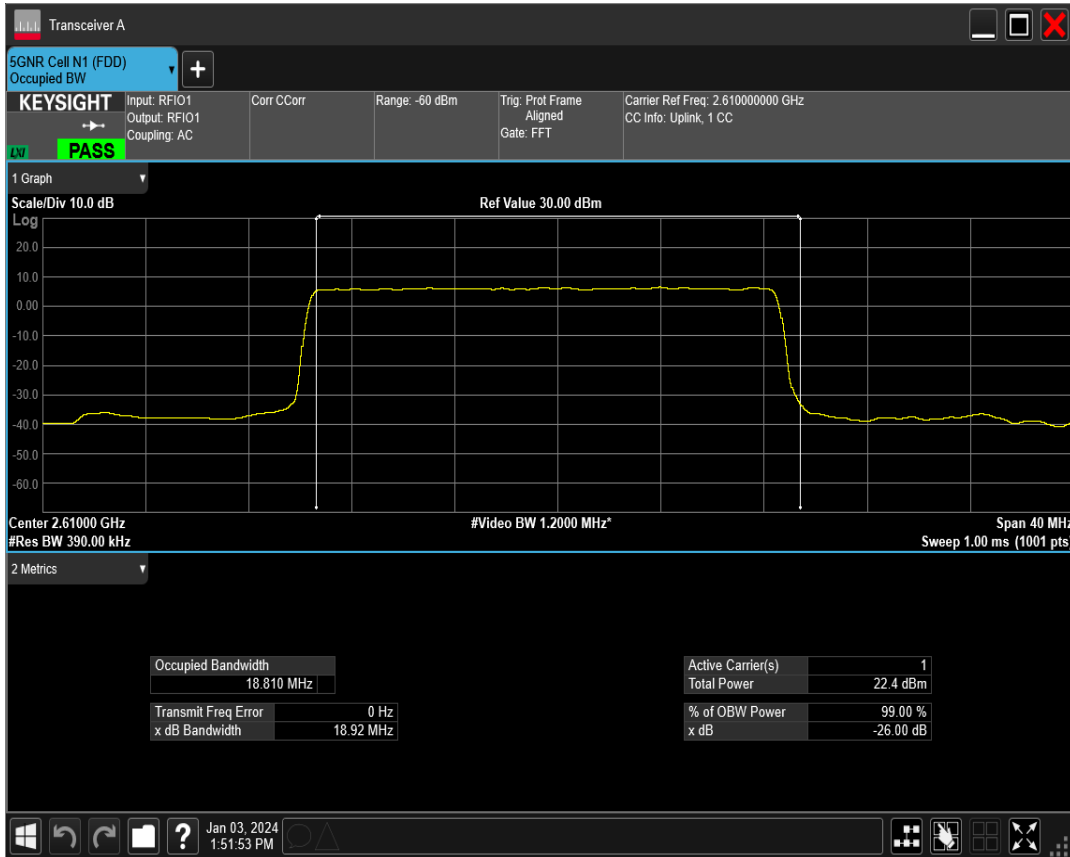 Transceiver A
5GNR Cell N1 (FDD)
Occupied BW
+
KEYSIGHT
LXI
PASS
Input: RFIO1
Output: RFIO1
Coupling: AC
Corr CCorr
Range: -60 dBm
Trig: Prot Frame
Aligned
Gate: FFT
Carrier Ref Freq: 2.610000000 GHz
CC Info: Uplink, 1 CC
1 Graph
Scale/Div 10.0 dB
Ref Value 30.00 dBm
Log
20.0
10.0
0.00
-10.0
-20.0
-30.0
-40.0
-50.0
-60.0
Center 2.61000 GHz
#Video BW 1.2000 MHz*
Span 40 MHz
#Res BW 390.00 kHz
Sweep 1.00 ms (1001 pts)
2 Metrics
Occupied Bandwidth
18.810 MHz
Transmit Freq Error 0 Hz
x dB Bandwidth 18.92 MHz
Active Carrier(s) 1
Total Power 22.4 dBm
% of OBW Power 99.00 %
x dB -26.00 dB
?
Jan 03, 2024
1:51:53 PM